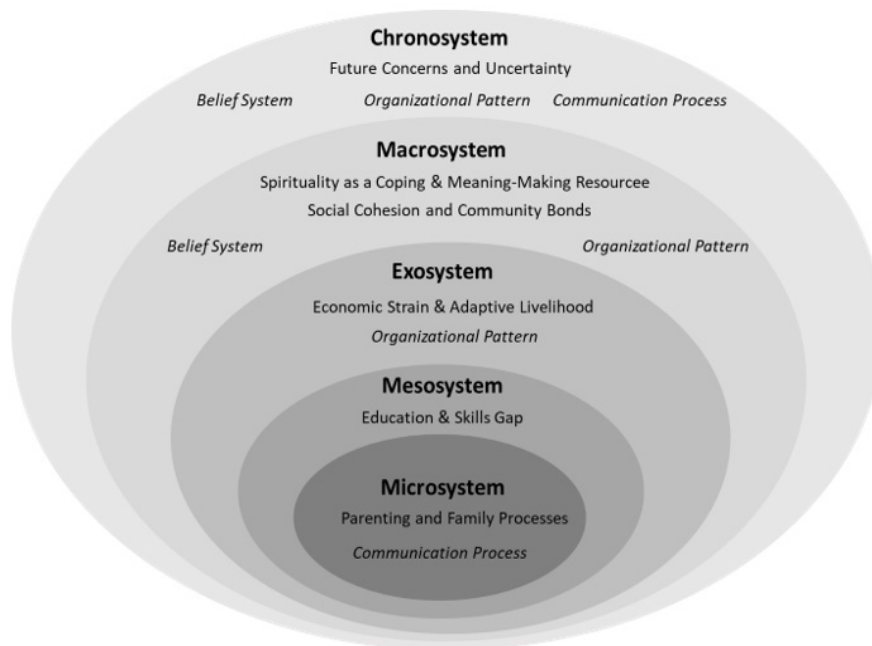 Chronosystem
Future Concerns and Uncertainty
Belief System Organizational Pattern Communication Process
Macrosystem
Spirituality as a Coping & Meaning-Making Resourcee
Social Cohesion and Community Bonds
Belief System Organizational Pattern
Exosystem
Economic Strain & Adaptive Livelihood
Organizational Pattern
Mesosystem
Education & Skills Gap
Microsystem
Parenting and Family Processes
Communication Process